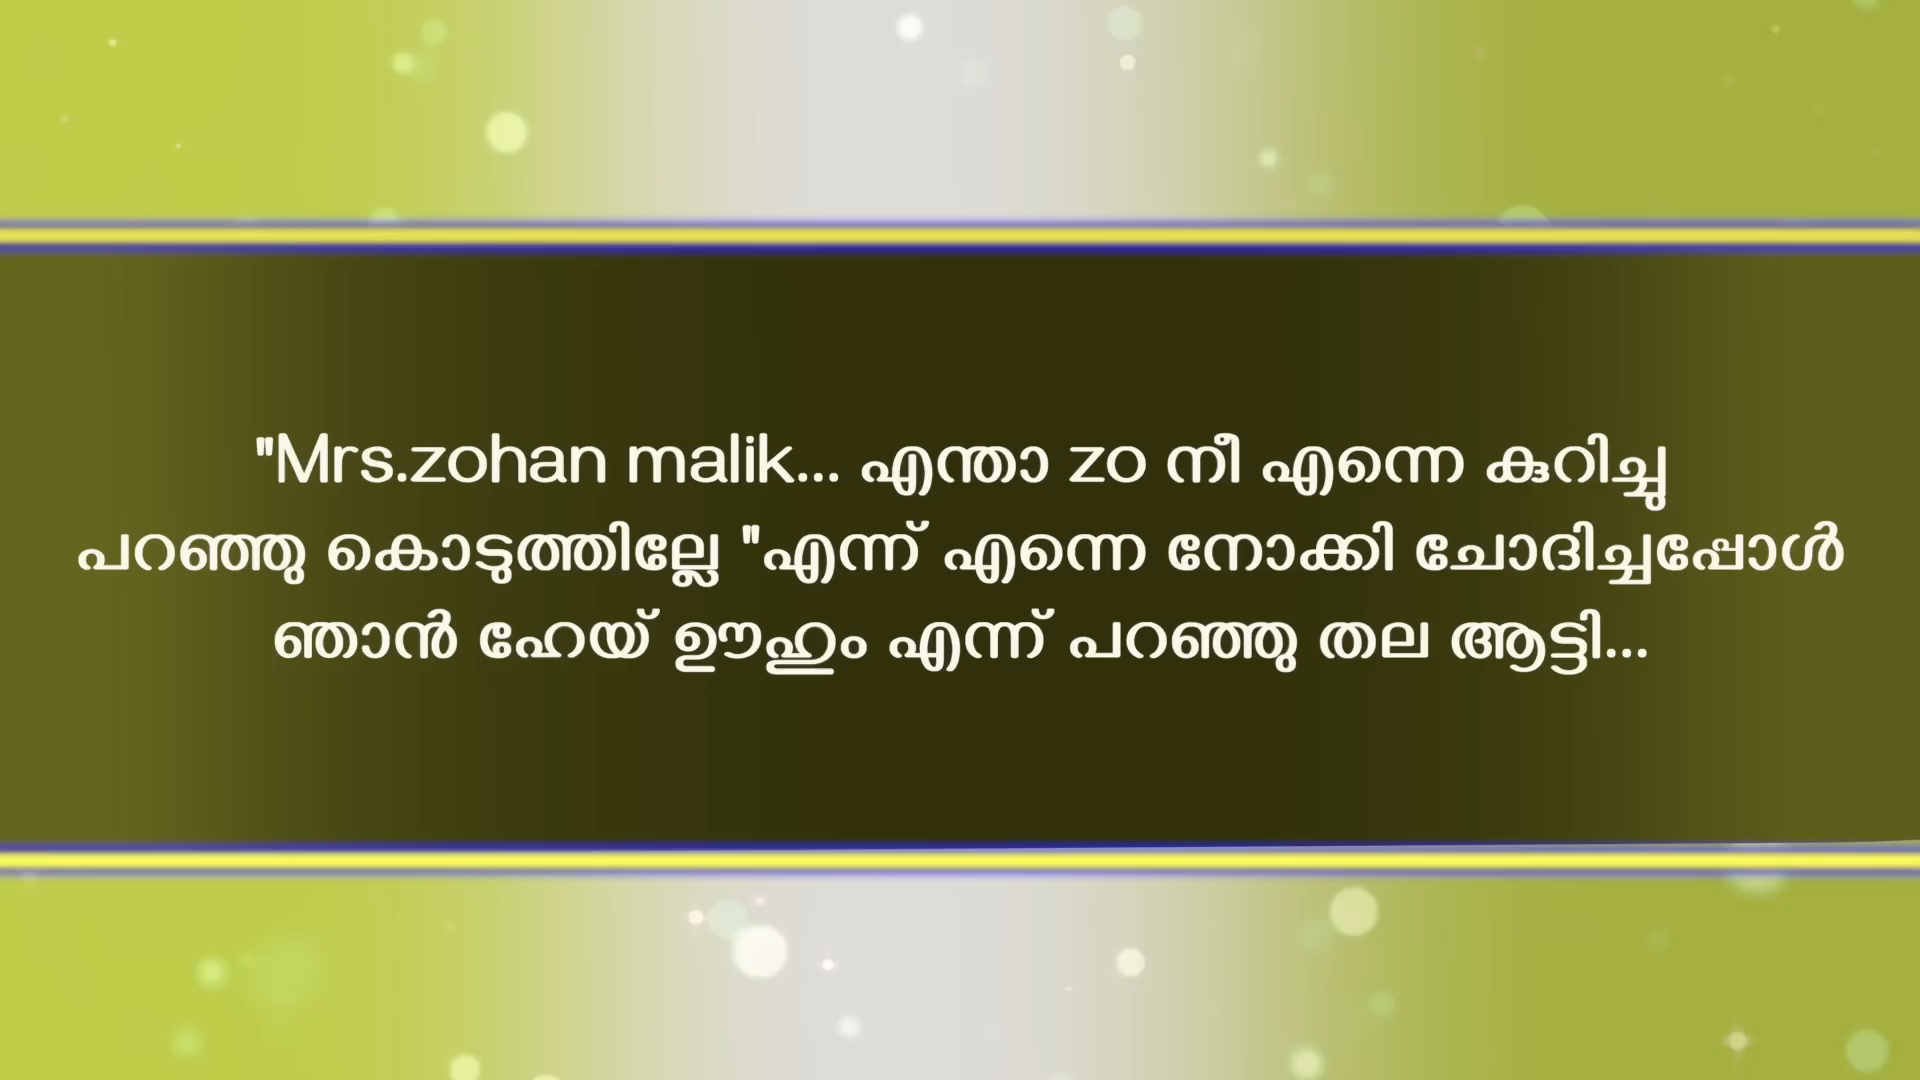 "Mrs.zohan malik... എന്താ zo നീ എന്നെ കുറിച്ചു
പറഞ്ഞു കൊടുത്തില്ലേ "എന്ന് എന്നെ നോക്കി ചോദിച്ചപ്പോൾ
ഞാൻ ഹേയ് ഊഹും എന്ന് പറഞ്ഞു തല ആട്ടി...